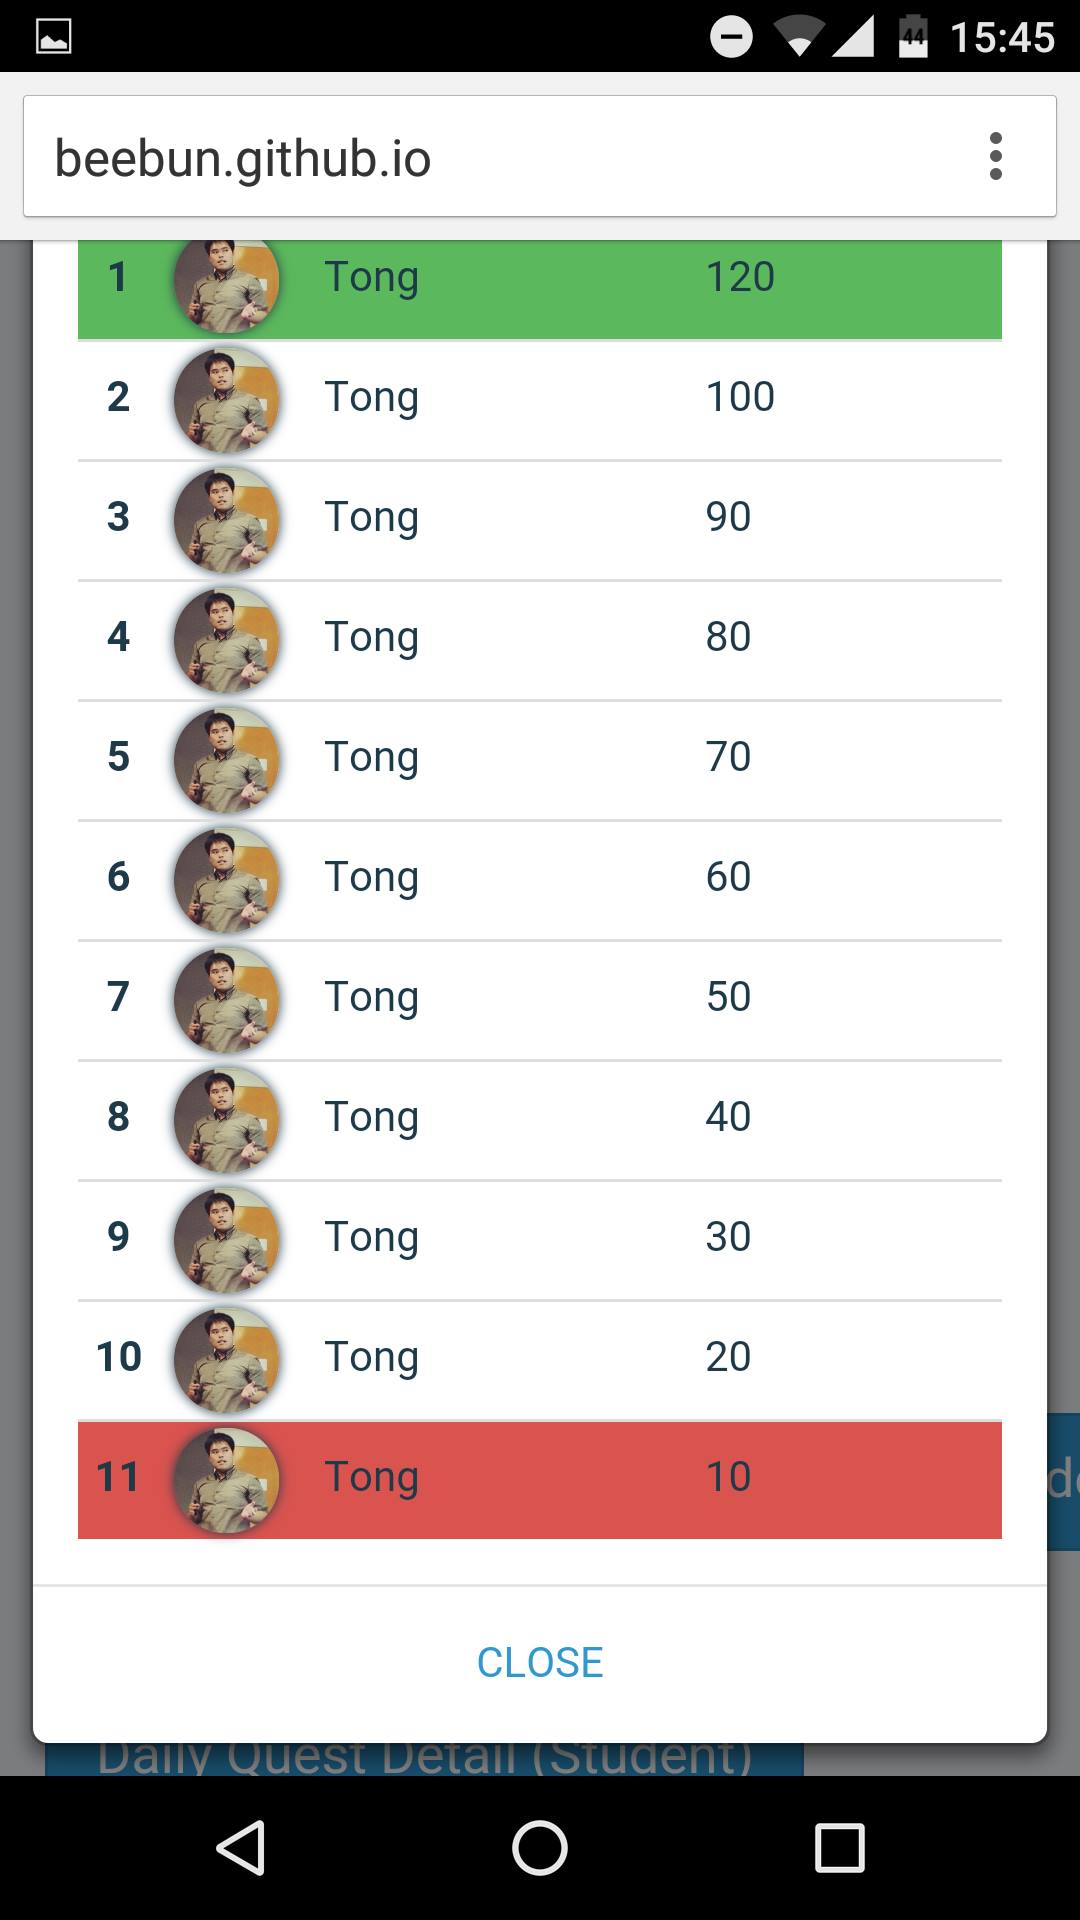 44 15:45
beebun.github.io
1 Tong 120
2 Tong 100
3 Tong 90
4 Tong 80
5 Tong 70
6 Tong 60
7 Tong 50
8 Tong 40
9 Tong 30
10 Tong 20
11 Tong 10
CLOSE
Daily Quest Detail (Student)